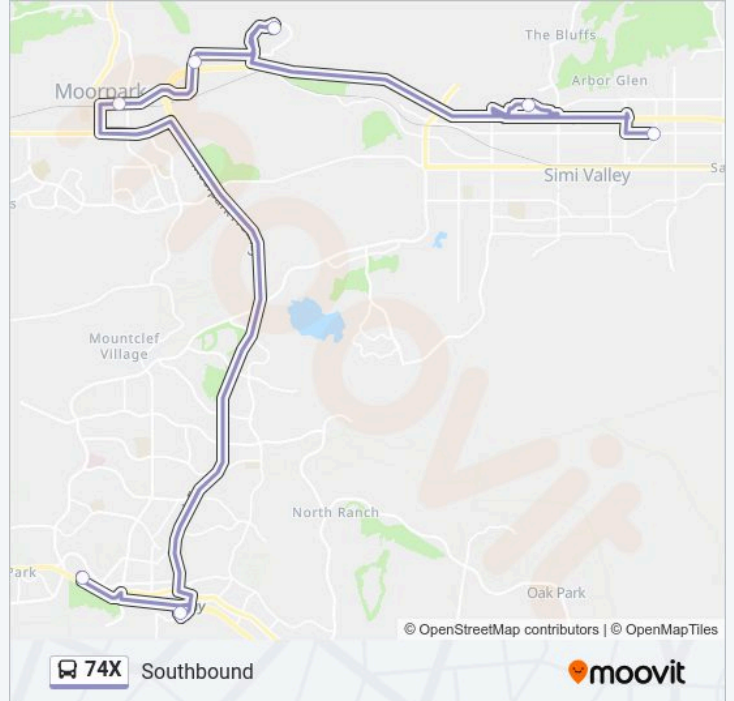 The Bluffs
Arbor Glen
Moorpark
Simi Valley
Sa
s
Mountclef
Village
North Ranch
Park
y
Oak Park
© OpenStreetMap contributors | © OpenMapTiles
74X Southbound
moovit
moovit